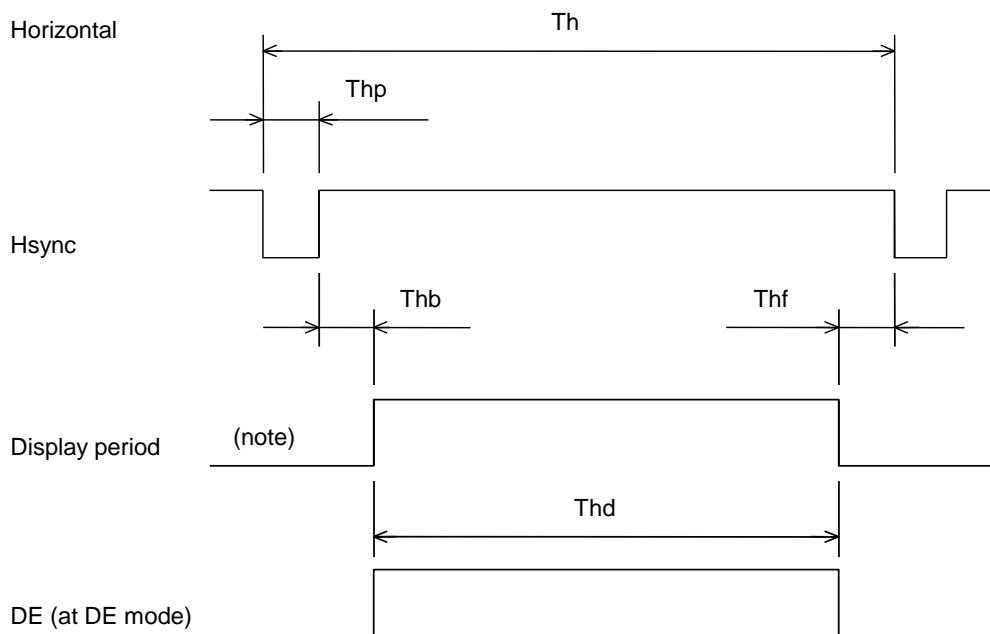 Horizontal
Th
Thp
Hsync
Thb
Thf
Display period
(note)
Thd
DE (at DE mode)